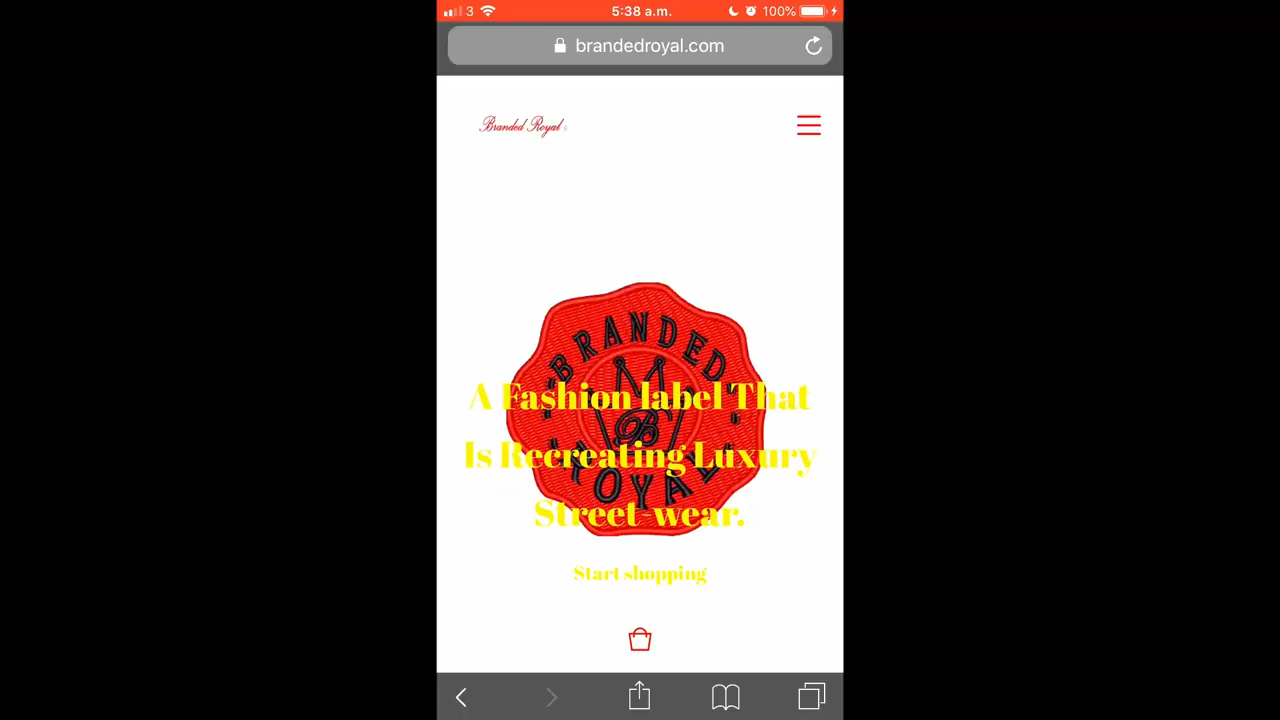 3 5:38 a.m. 100%
brandedroyal.com
Branded Royal
BRANDED
B
ROYAL
A Fashion label That
Is Recreating Luxury
Street-wear.
Start shopping